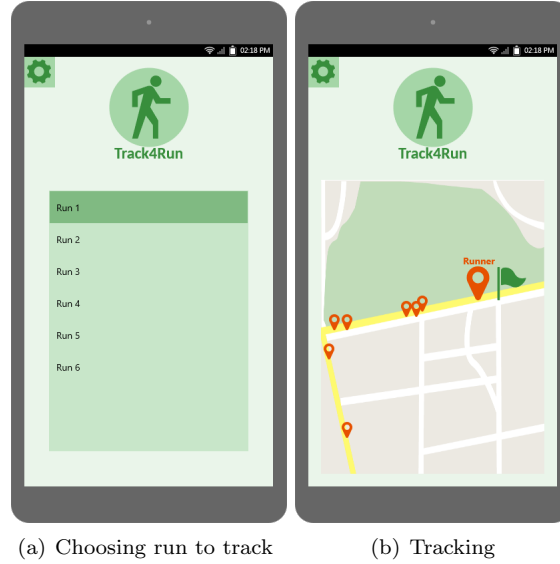 02:18 PM
Track4Run
Run 1
Run 2
Run 3
Run 4
Run 5
Run 6
02:18 PM
Track4Run
Runner
(a) Choosing run to track
(b) Tracking